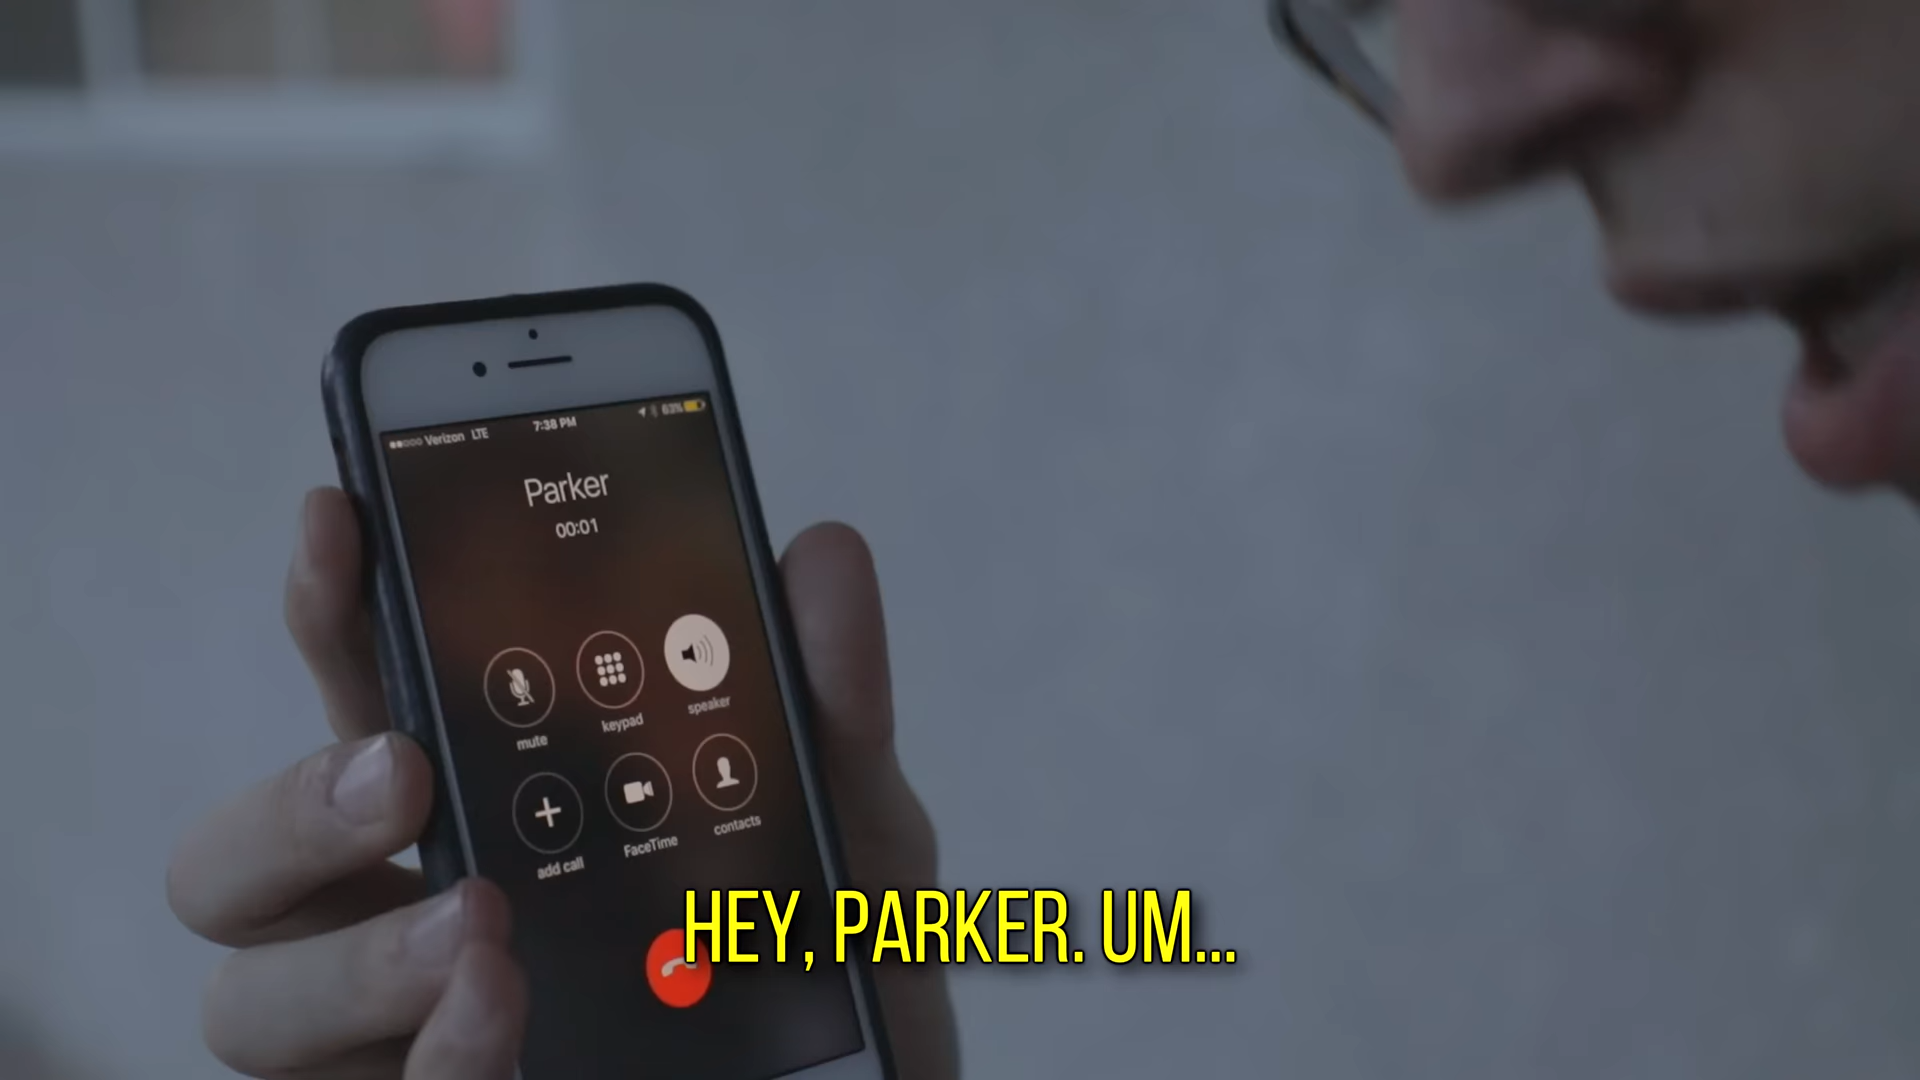 Verizon LTE 7:38 PM 63%
Parker
00:01
mute keypad speaker
add call FaceTime contacts
HEY, PARKER. UM...